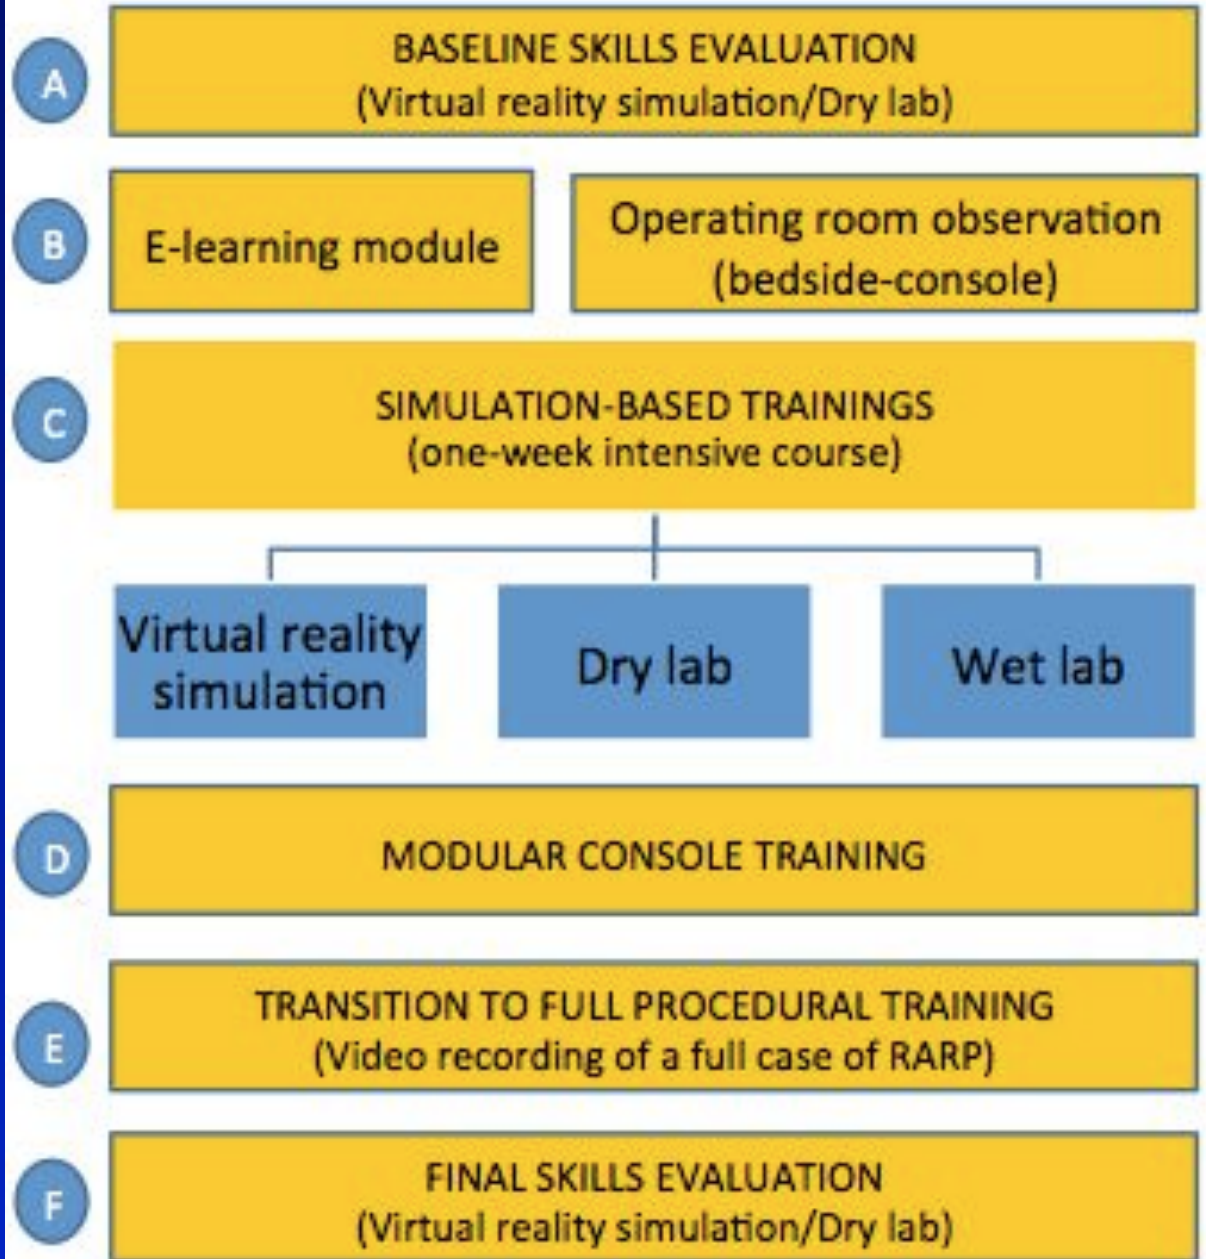 A
BASELINE SKILLS EVALUATION
(Virtual reality simulation/Dry lab)
B
E-learning module
Operating room observation
(bedside-console)
C
SIMULATION-BASED TRAININGS
(one-week intensive course)
Virtual reality
simulation
Dry lab
Wet lab
D
MODULAR CONSOLE TRAINING
E
TRANSITION TO FULL PROCEDURAL TRAINING
(Video recording of a full case of RARP)
F
FINAL SKILLS EVALUATION
(Virtual reality simulation/Dry lab)